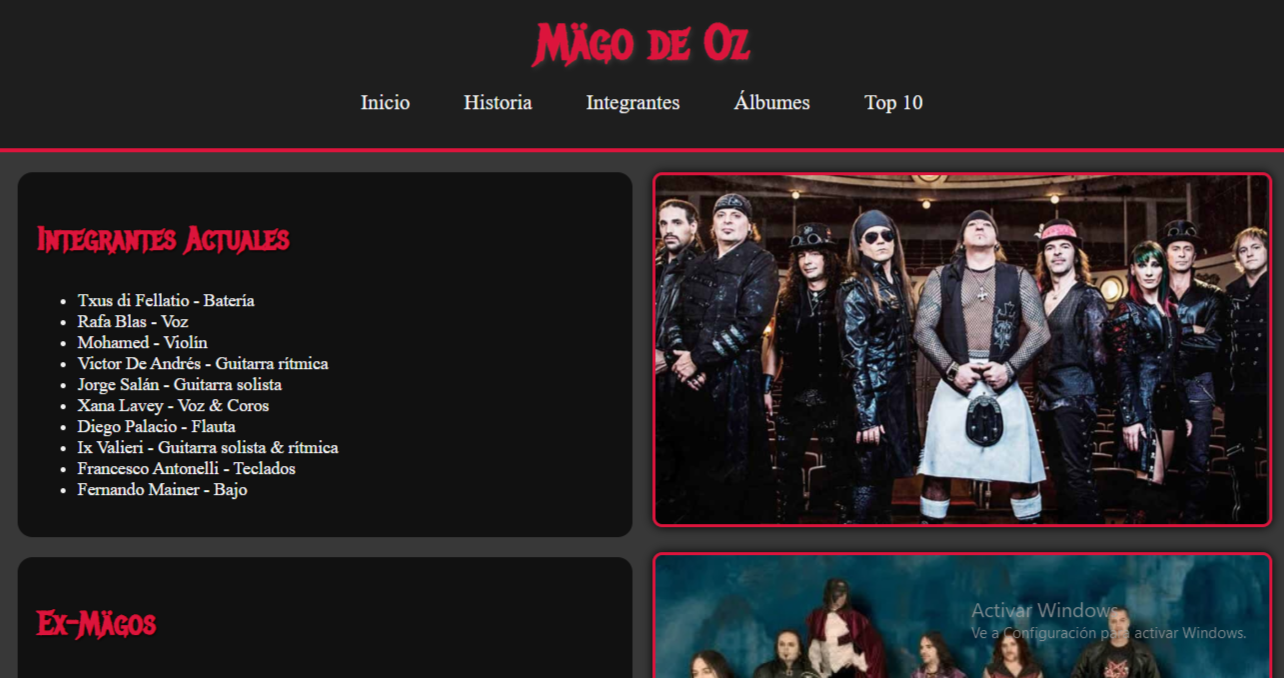 Mägo de Oz
Inicio Historia Integrantes Álbumes Top 10
Integrantes Actuales
• Txus di Fellatio - Batería
• Rafa Blas - Voz
• Mohamed - Violín
• Victor De Andrés - Guitarra rítmica
• Jorge Salán - Guitarra solista
• Xana Lavey - Voz & Coros
• Diego Palacio - Flauta
• Ix Valieri - Guitarra solista & rítmica
• Francesco Antonelli - Teclados
• Fernando Mainer - Bajo
Ex-Mägos
Activar Windows
Ve a Configuración para activar Windows.